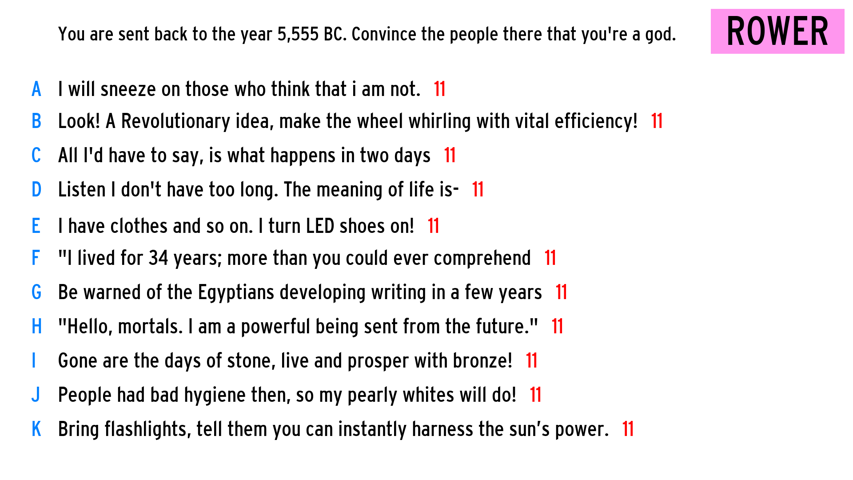 You are sent back to the year 5,555 BC. Convince the people there that you're a god.
ROWER
A I will sneeze on those who think that i am not. 11
B Look! A Revolutionary idea, make the wheel whirling with vital efficiency! 11
C All I'd have to say, is what happens in two days 11
D Listen I don't have too long. The meaning of life is- 11
E I have clothes and so on. I turn LED shoes on! 11
F "I lived for 34 years; more than you could ever comprehend 11
G Be warned of the Egyptians developing writing in a few years 11
H "Hello, mortals. I am a powerful being sent from the future." 11
I Gone are the days of stone, live and prosper with bronze! 11
J People had bad hygiene then, so my pearly whites will do! 11
K Bring flashlights, tell them you can instantly harness the sun’s power. 11